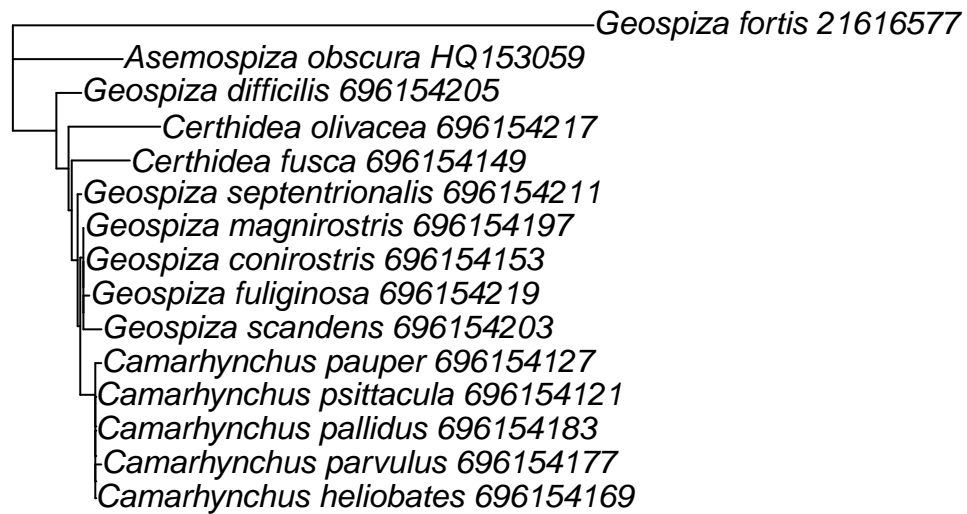 Geospiza fortis 21616577
Asemospiza obscura HQ153059
Geospiza difficilis 696154205
Certhidea olivacea 696154217
Certhidea fusca 696154149
Geospiza septentrionalis 696154211
Geospiza magnirostris 696154197
Geospiza conirostris 696154153
Geospiza fuliginosa 696154219
Geospiza scandens 696154203
Camarhynchus pauper 696154127
Camarhynchus psittacula 696154121
Camarhynchus pallidus 696154183
Camarhynchus parvulus 696154177
Camarhynchus heliobates 696154169